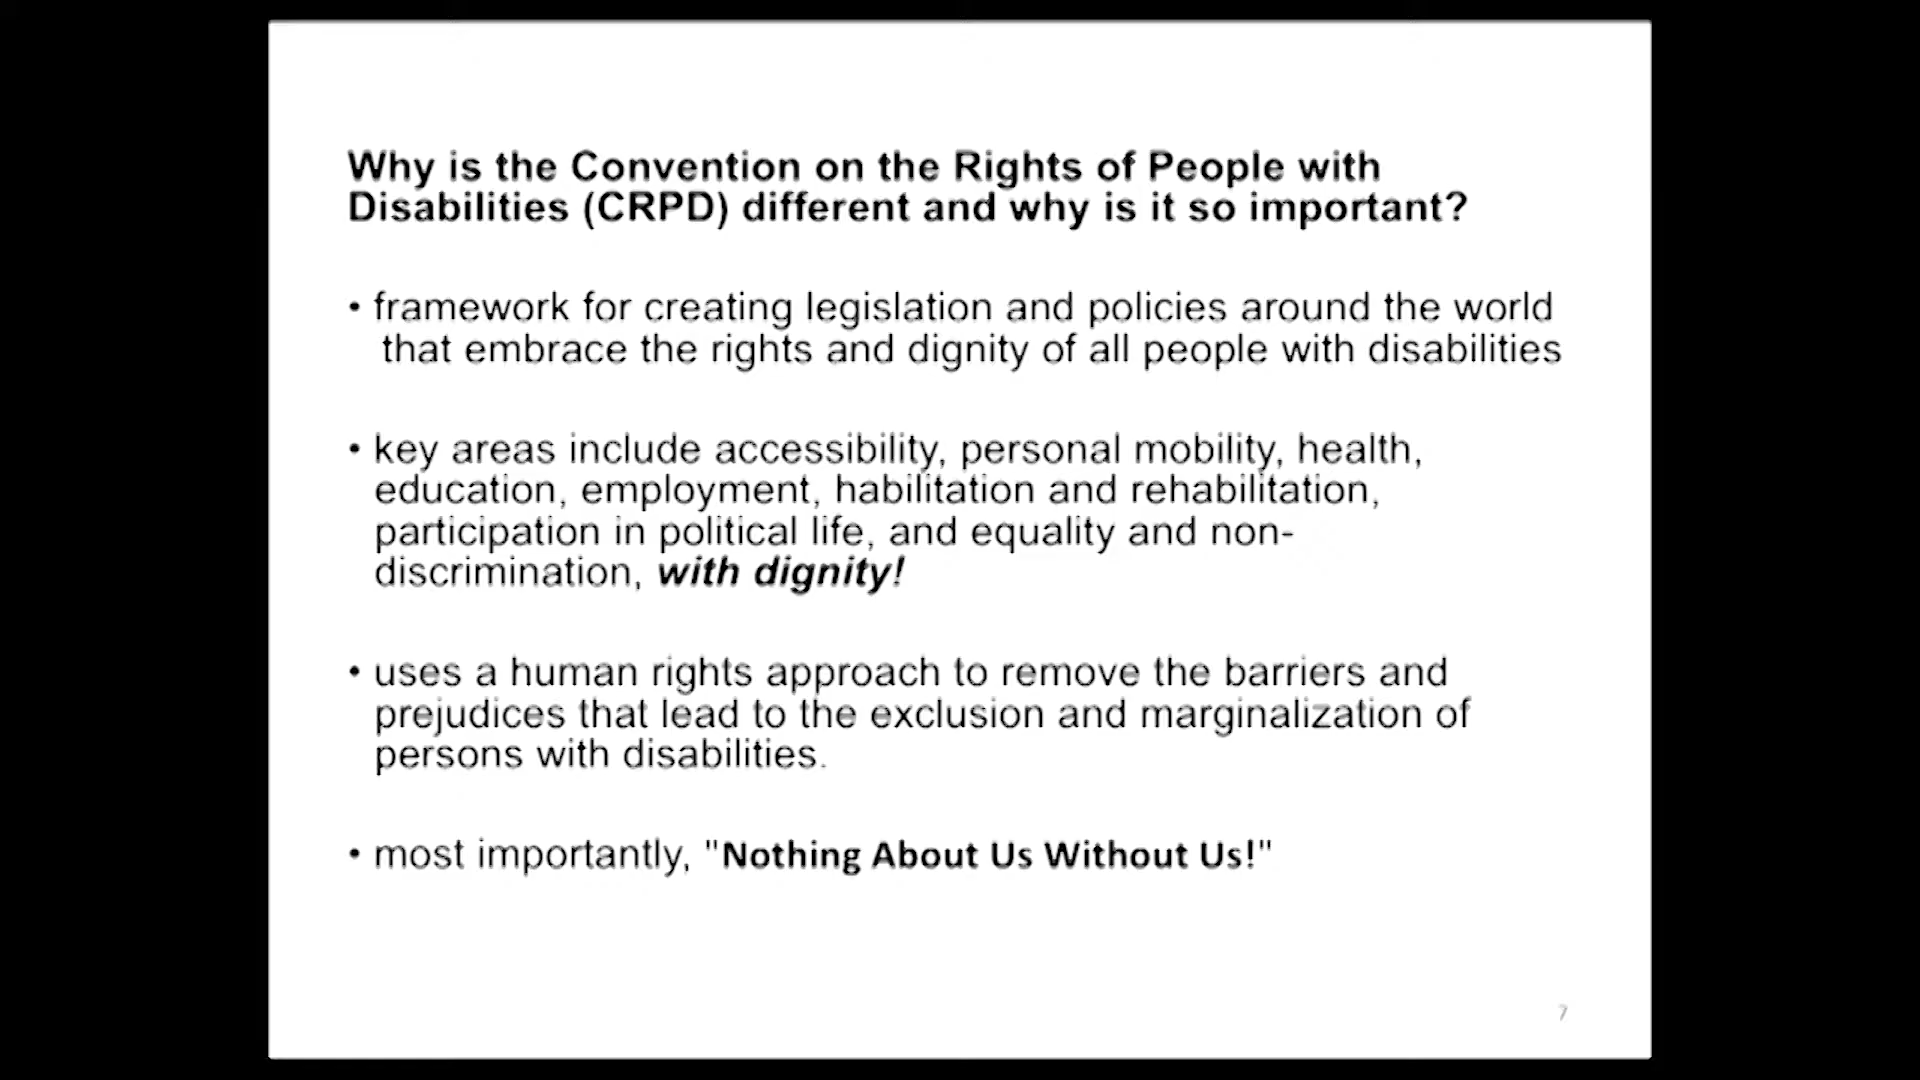 Why is the Convention on the Rights of People with
Disabilities (CRPD) different and why is it so important?
• framework for creating legislation and policies around the world
that embrace the rights and dignity of all people with disabilities
• key areas include accessibility, personal mobility, health,
education, employment, habilitation and rehabilitation,
participation in political life, and equality and non-
discrimination, with dignity!
• uses a human rights approach to remove the barriers and
prejudices that lead to the exclusion and marginalization of
persons with disabilities.
• most importantly, "Nothing About Us Without Us!"
7